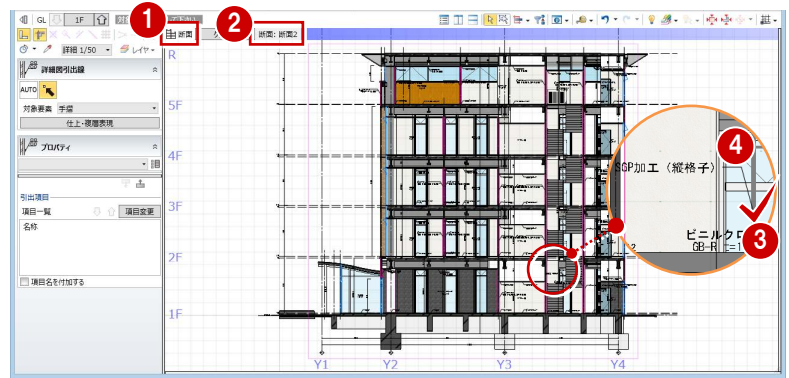 GL 1F
1 断面 2 断面: 断面2
詳細 1/50 レイヤ
詳細図引出線
AUTO
対象要素 手摺
仕上・複層表現
プロパティ
引出項目
項目一覧 項目変更
名称
項目名を付加する
R
5F
4F
3F
2F
1F
Y1 Y2 Y3 Y4
4
SGP加工(縦格子)
3
ビニルクロ
GB-R t=1